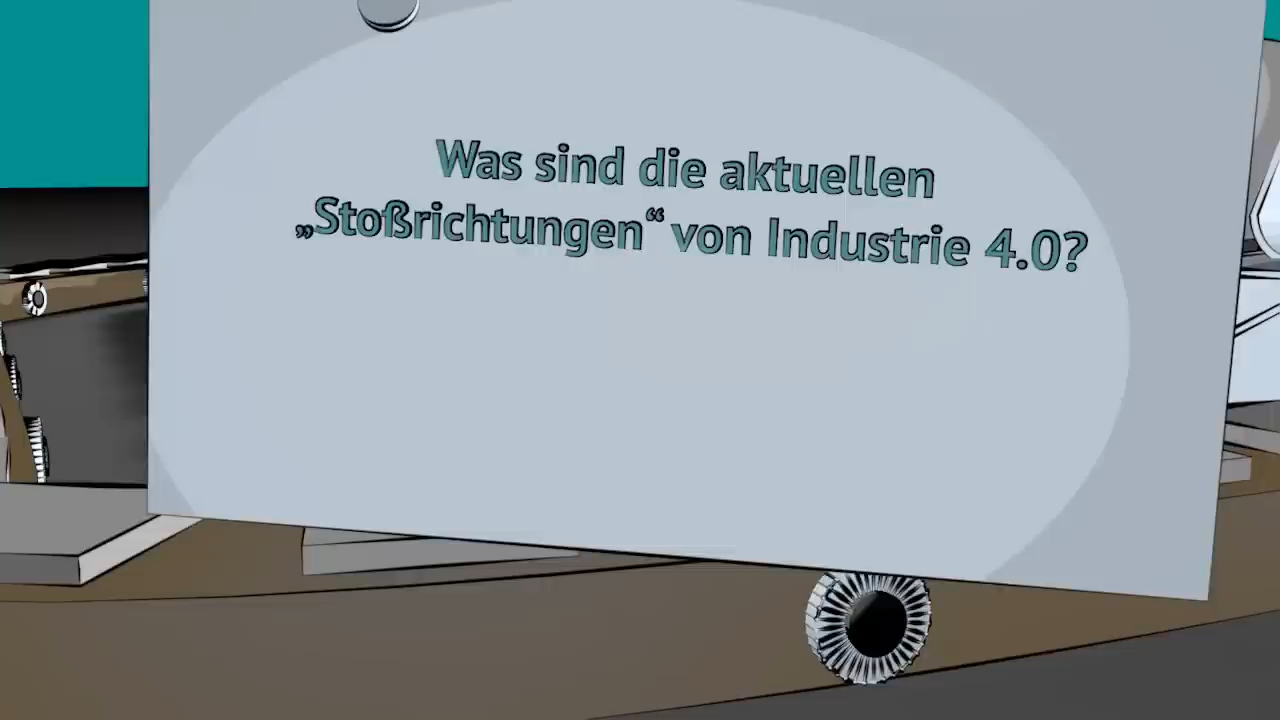 Was sind die aktuellen
„Stoßrichtungen“ von Industrie 4.0?